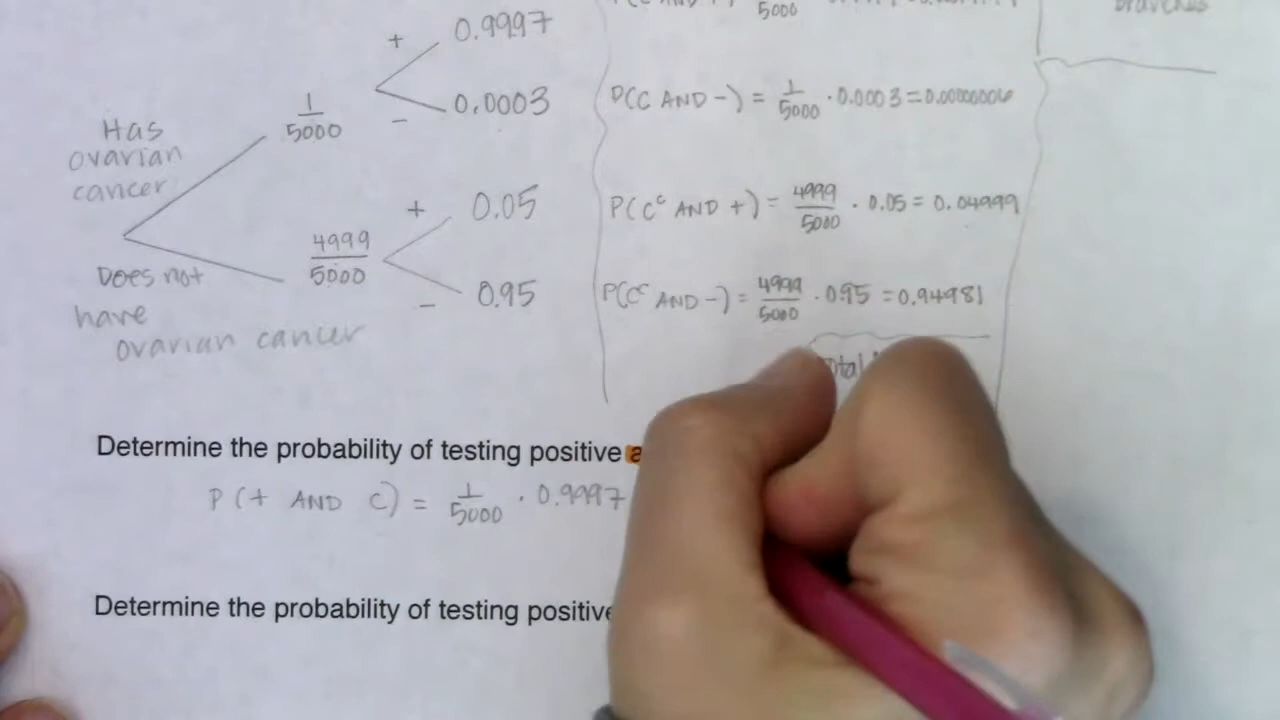 5000
+ 0.9997
1/5000
- 0.0003
P(C AND -) = 1/5000 · 0.0003 = 0.00000006
Has
ovarian
cancer
+ 0.05
P(Cᶜ AND +) = 4999/5000 · 0.05 = 0.04999
4999/5000
Does not
have
ovarian cancer
- 0.95
P(Cᶜ AND -) = 4999/5000 · 0.95 = 0.94981
Determine the probability of testing positive
P(+ AND C) = 1/5000 · 0.9997
Determine the probability of testing positive